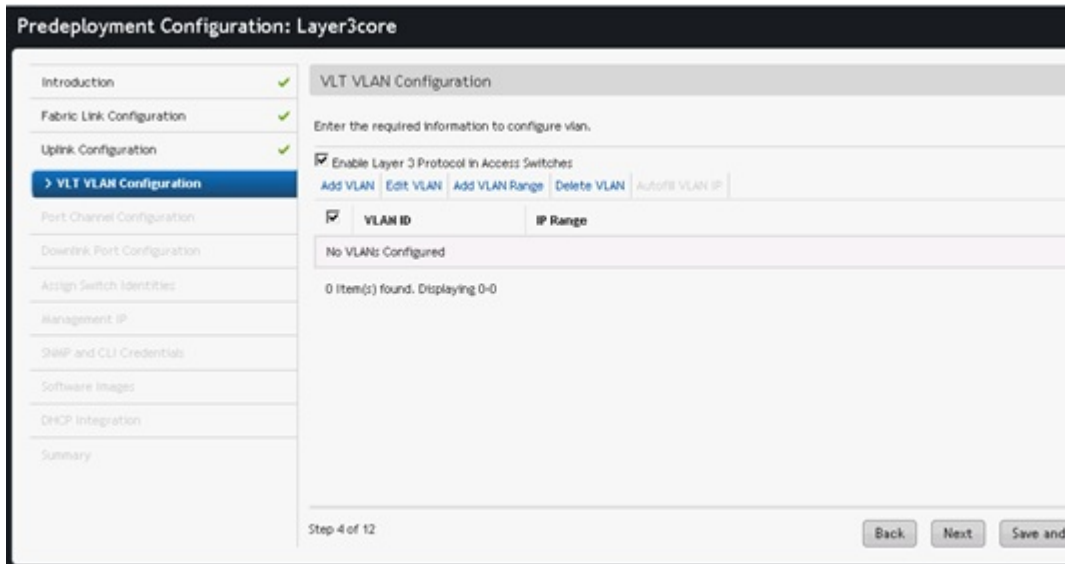 Predeployment Configuration: Layer3core
Introduction
Fabric Link Configuration
Uplink Configuration
> VLT VLAN Configuration
Port Channel Configuration
Downlink Port Configuration
Assign Switch Identities
Management IP
SNMP and CLI Credentials
Software Images
DHCP Integration
Summary
VLT VLAN Configuration
Enter the required information to configure vlan.
Enable Layer 3 Protocol in Access Switches
Add VLAN Edit VLAN Add VLAN Range Delete VLAN Autofill VLAN IP
VLAN ID IP Range
No VLANs Configured
0 Item(s) found. Displaying 0-0
Step 4 of 12
Back Next Save and